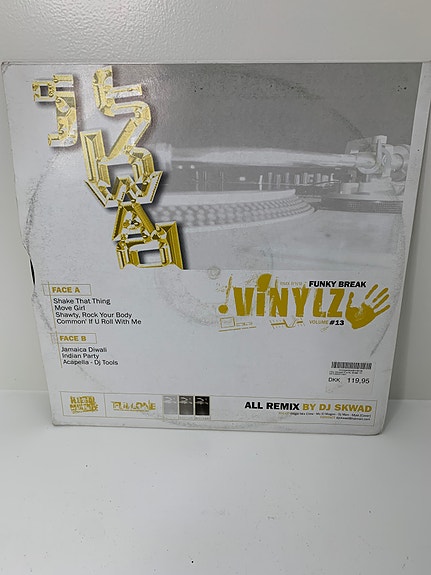 DJ
SKWAD
FUNKY BREAK
VINYLZ
VOLUME #13
FACE A
Shake That Thing
Move Girl
Shawty, Rock Your Body
Common' If U Roll With Me
FACE B
Jamaica Diwali
Indian Party
Acapella - Dj Tools
DKK 119,95
ALL REMIX BY DJ SKWAD